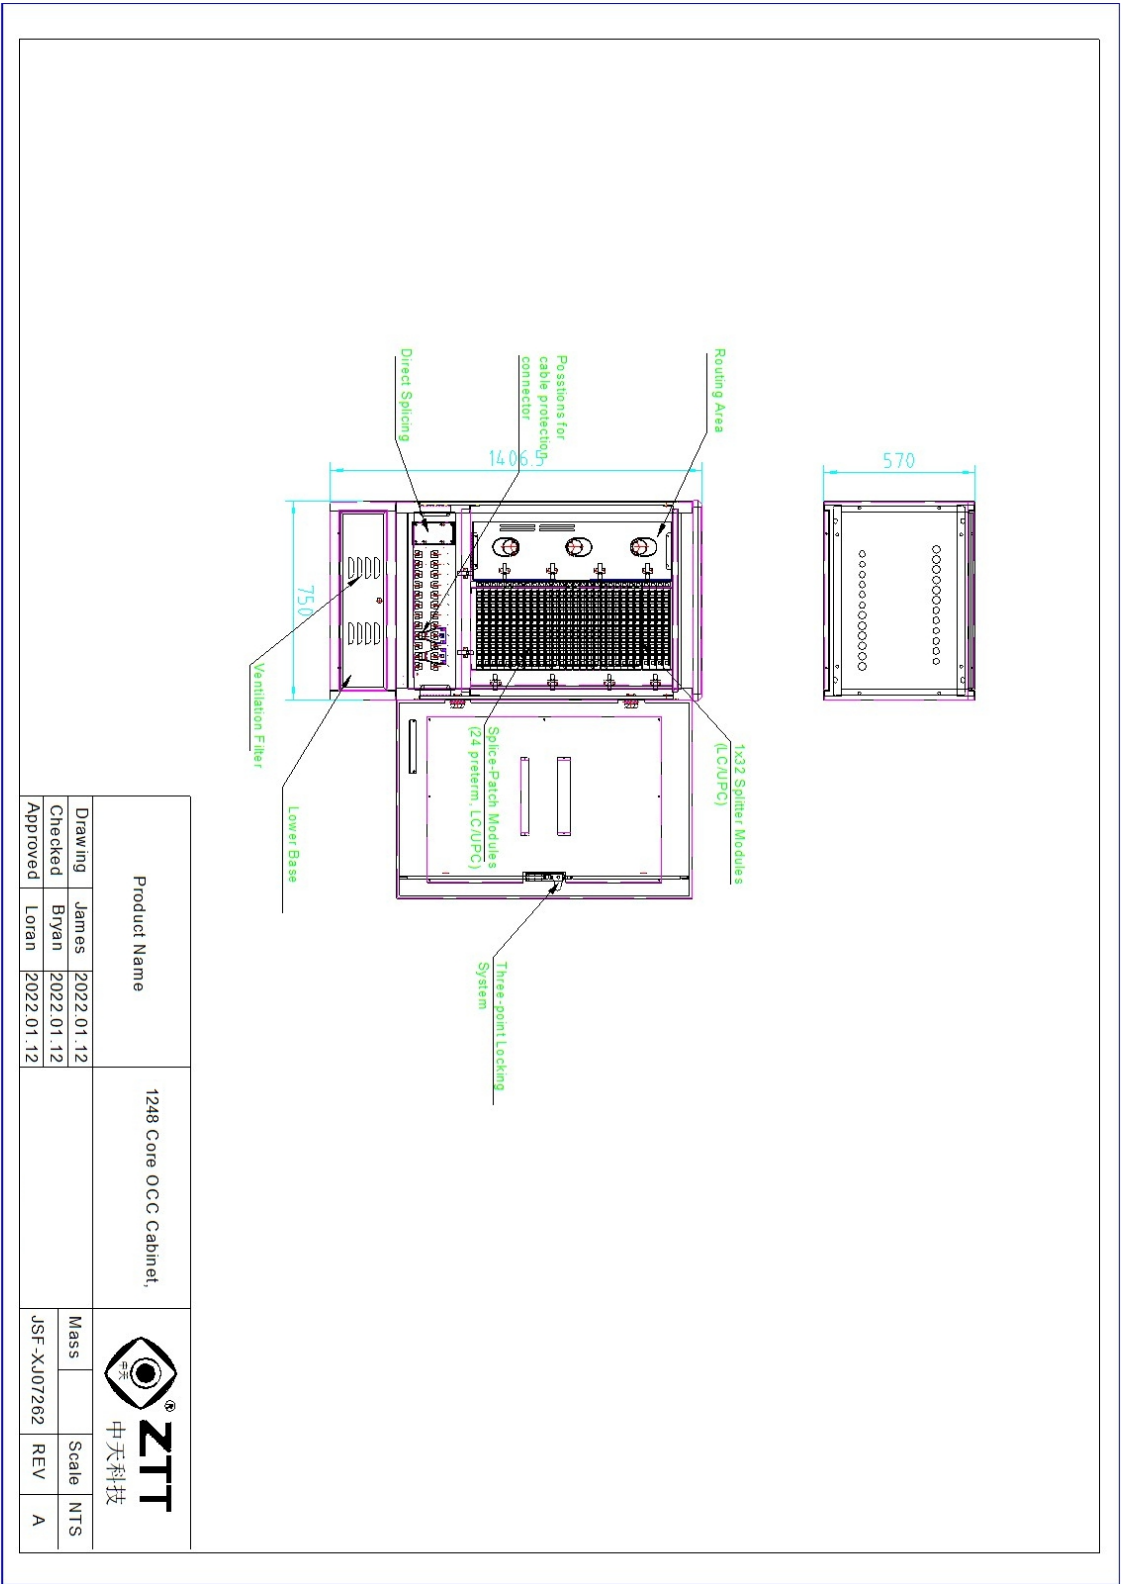 Routing Area
Posstions for
cable protection
connector
Direct Splicing
1406.5
570
750
1x32 Splitter Modules
(LC/UPC)
Splice-Patch Modules
(24 preterm, LC/UPC)
Ventilation Filter
Lower Base
Three-point Locking
System
Product Name
1248 Core OCC Cabinet,
中天
®
ZTT
中天科技
Drawing James 2022.01.12
Checked Bryan 2022.01.12
Approved Loran 2022.01.12
Mass Scale NTS
JSF-XJ07262 REV A